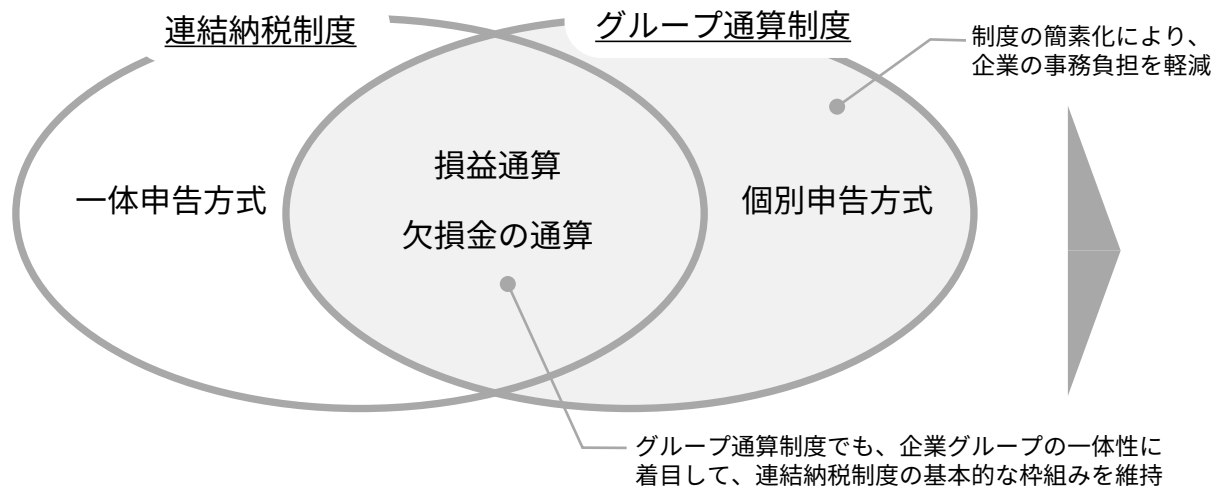 連結納税制度
グループ通算制度
制度の簡素化により、
企業の事務負担を軽減
一体申告方式
損益通算
欠損金の通算
個別申告方式
グループ通算制度でも、企業グループの一体性に
着目して、連結納税制度の基本的な枠組みを維持